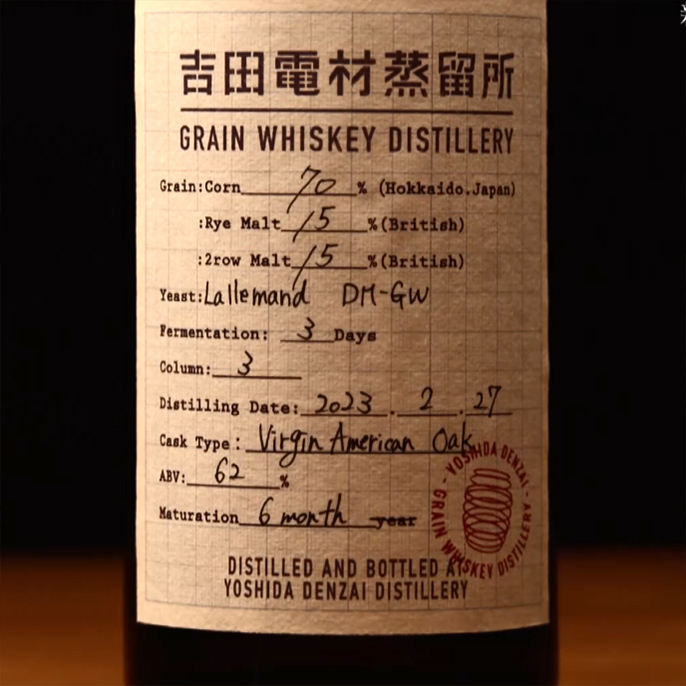 吉田電材蒸留所
GRAIN WHISKEY DISTILLERY
Grain:Corn 70 % (Hokkaido.Japan)
:Rye Malt 15 %(British)
:2row Malt 15 %(British)
Yeast:Lallemand DM-GW
Fermentation: 3 Days
Column: 3
Distilling Date: 2023 . 2 . 27
Cask Type: Virgin American Oak
ABV: 62 %
Maturation 6 month year
YOSHIDA DENZAI - GRAIN WHISKEY DISTILLERY -
DISTILLED AND BOTTLED AT
YOSHIDA DENZAI DISTILLERY